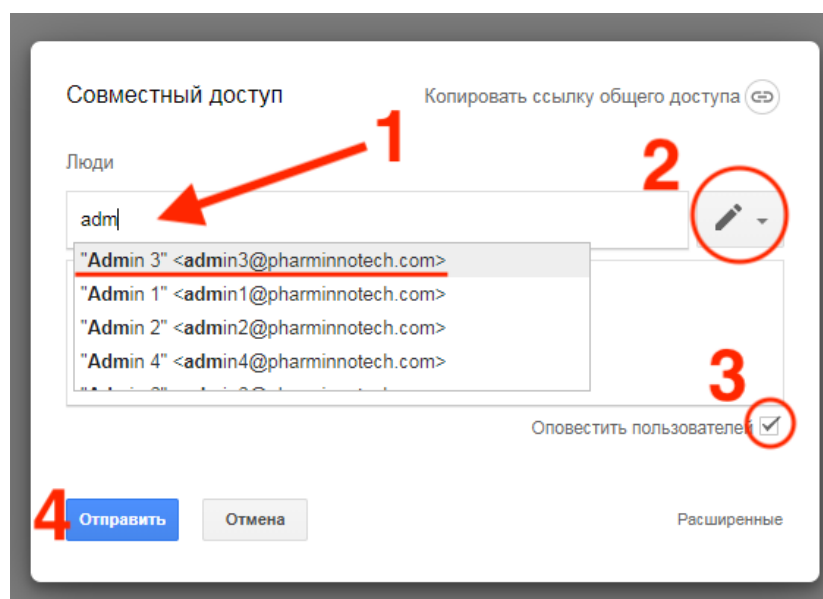 Совместный доступ
Копировать ссылку общего доступа
1
Люди
2
adm
"Admin 3" <admin3@pharminnotech.com>
"Admin 1" <admin1@pharminnotech.com>
"Admin 2" <admin2@pharminnotech.com>
"Admin 4" <admin4@pharminnotech.com>
3
Оповестить пользователей
4
Отправить
Отмена
Расширенные